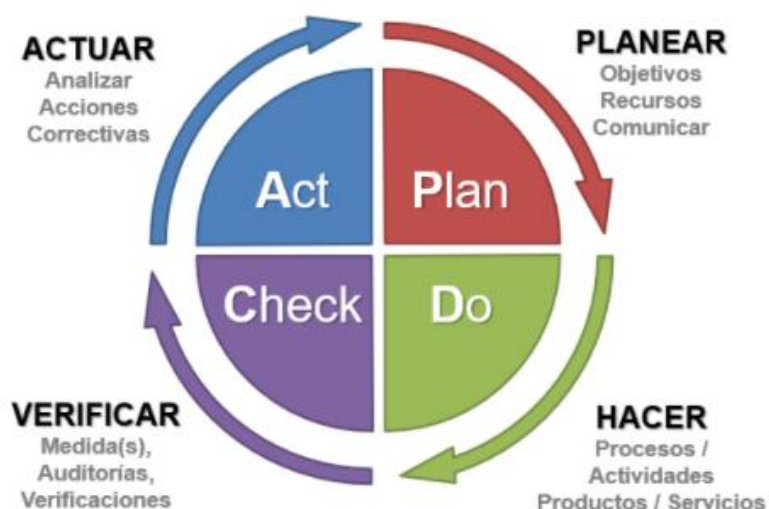 ACTUAR
Analizar
Acciones
Correctivas
PLANEAR
Objetivos
Recursos
Comunicar
Act
Plan
Check
Do
VERIFICAR
Medida(s),
Auditorías,
Verificaciones
HACER
Procesos /
Actividades
Productos / Servicios